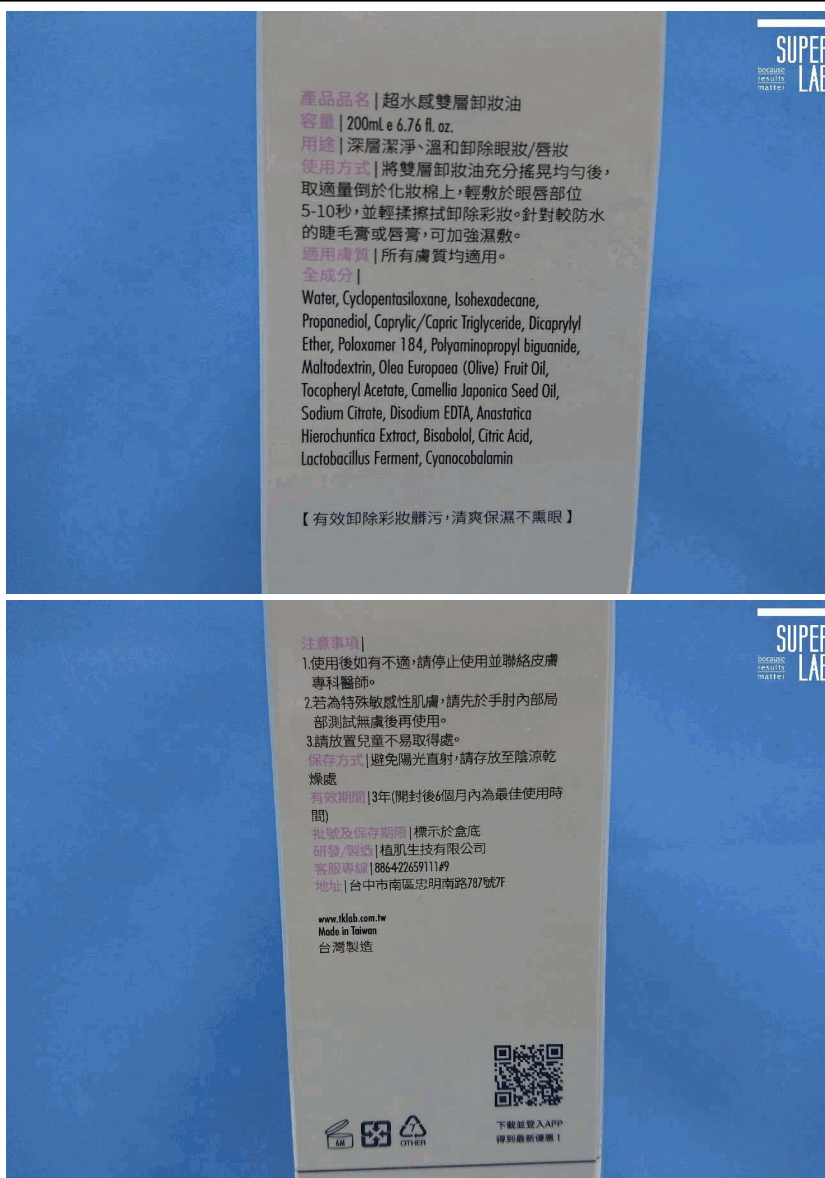 SUPER
LAB
because
results
matter
產品品名|超水感雙層卸妝油
容量|200mL e 6.76 fl. oz.
用途|深層潔淨、溫和卸除眼妝/唇妝
使用方式|將雙層卸妝油充分搖晃均勻後，
取適量倒於化妝棉上，輕敷於眼唇部位
5-10秒，並輕揉擦拭卸除彩妝。針對較防水
的睫毛膏或唇膏，可加強濕敷。
適用膚質|所有膚質均適用。
全成分|
Water, Cyclopentasiloxane, Isohexadecane,
Propanediol, Caprylic/Capric Triglyceride, Dicaprylyl
Ether, Poloxamer 184, Polyaminopropyl biguanide,
Maltodextrin, Olea Europaea (Olive) Fruit Oil,
Tocopheryl Acetate, Camellia Japonica Seed Oil,
Sodium Citrate, Disodium EDTA, Anastatica
Hierochuntica Extract, Bisabolol, Citric Acid,
Lactobacillus Ferment, Cyanocobalamin
【有效卸除彩妝髒污，清爽保濕不熏眼】
SUPER
LAB
because
results
matter
注意事項|
1.使用後如有不適，請停止使用並聯絡皮膚
專科醫師。
2.若為特殊敏感性肌膚，請先於手肘內部局
部測試無虞後再使用。
3.請放置兒童不易取得處。
保存方式|避免陽光直射，請存放至陰涼乾
燥處
有效期間|3年(開封後6個月內為最佳使用時
間)
批號及保存期限|標示於盒底
研發/製造|植肌生技有限公司
客服專線|886-4-22659111#9
地址|台中市南區忠明南路787號7F
www.tklab.com.tw
Made in Taiwan
台灣製造
6M
7
OTHER
下載並登入APP
得到最新優惠！